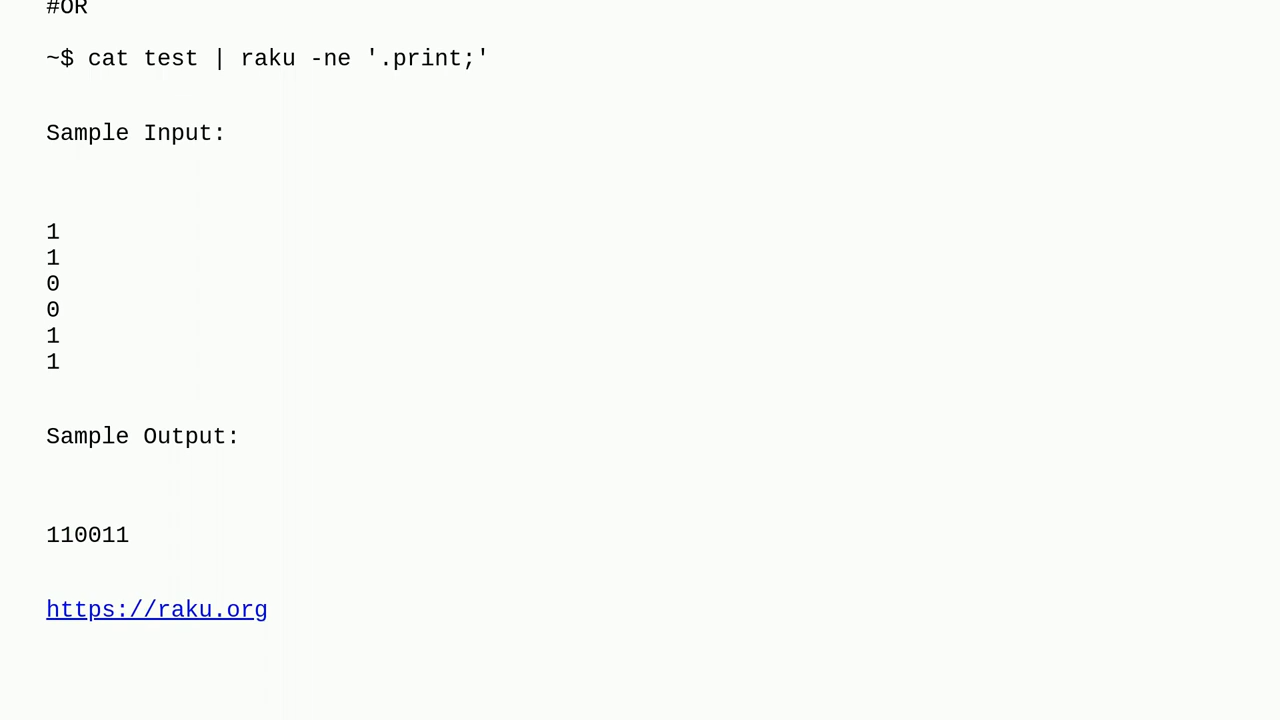 #OR
~$ cat test | raku -ne '.print;'
Sample Input:
1
1
0
0
1
1
Sample Output:
110011
https://raku.org